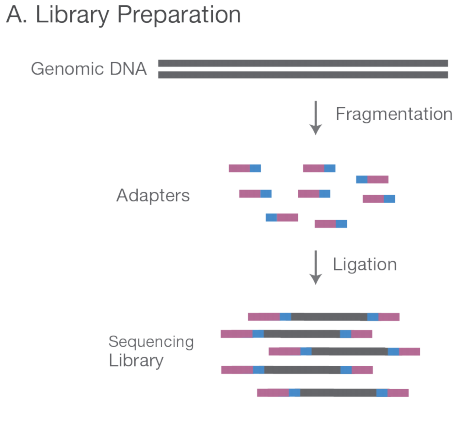 A. Library Preparation
Genomic DNA
Fragmentation
Adapters
Ligation
Sequencing
Library